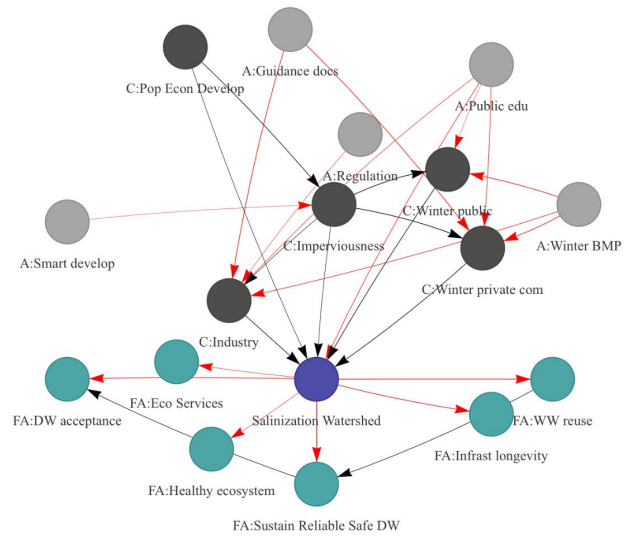 A:Guidance docs
C:Pop Econ Develop
A:Public edu
A:Regulation
C:Winter public
C:Imperviousness
A:Winter BMP
A:Smart develop
C:Winter private com
C:Industry
FA:Eco Services
FA:DW acceptance
Salinization Watershed
FA:WW reuse
FA:Infrast longevity
FA:Healthy ecosystem
FA:Sustain Reliable Safe DW